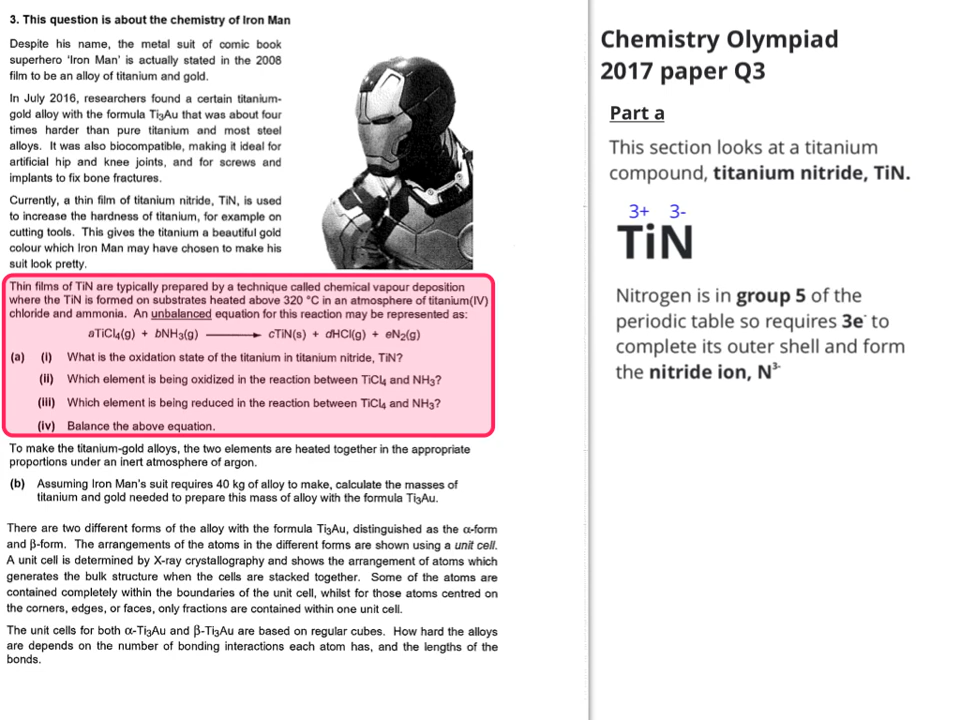 3. This question is about the chemistry of Iron Man
Despite his name, the metal suit of comic book
superhero 'Iron Man' is actually stated in the 2008
film to be an alloy of titanium and gold.
In July 2016, researchers found a certain titanium-
gold alloy with the formula Ti₃Au that was about four
times harder than pure titanium and most steel
alloys. It was also biocompatible, making it ideal for
artificial hip and knee joints, and for screws and
implants to fix bone fractures.
Currently, a thin film of titanium nitride, TiN, is used
to increase the hardness of titanium, for example on
cutting tools. This gives the titanium a beautiful gold
colour which Iron Man may have chosen to make his
suit look pretty.
Thin films of TiN are typically prepared by a technique called chemical vapour deposition
where the TiN is formed on substrates heated above 320 °C in an atmosphere of titanium(IV)
chloride and ammonia. An unbalanced equation for this reaction may be represented as:
aTiCl₄(g) + bNH₃(g) ⟶ cTiN(s) + dHCl(g) + eN₂(g)
(a) (i) What is the oxidation state of the titanium in titanium nitride, TiN?
(ii) Which element is being oxidized in the reaction between TiCl₄ and NH₃?
(iii) Which element is being reduced in the reaction between TiCl₄ and NH₃?
(iv) Balance the above equation.
To make the titanium-gold alloys, the two elements are heated together in the appropriate
proportions under an inert atmosphere of argon.
(b) Assuming Iron Man's suit requires 40 kg of alloy to make, calculate the masses of
titanium and gold needed to prepare this mass of alloy with the formula Ti₃Au.
There are two different forms of the alloy with the formula Ti₃Au, distinguished as the α-form
and β-form. The arrangements of the atoms in the different forms are shown using a unit cell.
A unit cell is determined by X-ray crystallography and shows the arrangement of atoms which
generates the bulk structure when the cells are stacked together. Some of the atoms are
contained completely within the boundaries of the unit cell, whilst for those atoms centred on
the corners, edges, or faces, only fractions are contained within one unit cell.
The unit cells for both α-Ti₃Au and β-Ti₃Au are based on regular cubes. How hard the alloys
are depends on the number of bonding interactions each atom has, and the lengths of the
bonds.
Chemistry Olympiad
2017 paper Q3
Part a
This section looks at a titanium
compound, titanium nitride, TiN.
3+ 3-
TiN
Nitrogen is in group 5 of the
periodic table so requires 3e⁻ to
complete its outer shell and form
the nitride ion, N³⁻